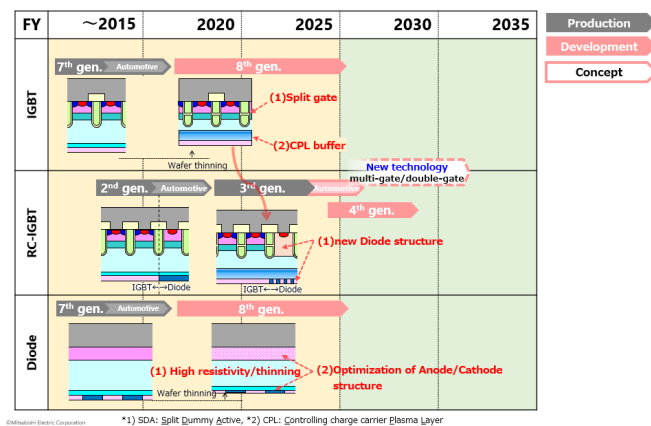 FY ~2015 2020 2025 2030 2035
Production
Development
Concept
IGBT
7th gen. Automotive
8th gen.
(1)Split gate
(2)CPL buffer
Wafer thinning
New technology
multi-gate/double-gate
RC-IGBT
2nd gen. Automotive
3rd gen. Automotive
4th gen.
(1)new Diode structure
IGBT←→Diode
IGBT←→Diode
Diode
7th gen. Automotive
8th gen.
(1) High resistivity/thinning
(2)Optimization of Anode/Cathode
structure
Wafer thinning
©Mitsubishi Electric Corporation
*1) SDA: Split Dummy Active, *2) CPL: Controlling charge carrier Plasma Layer